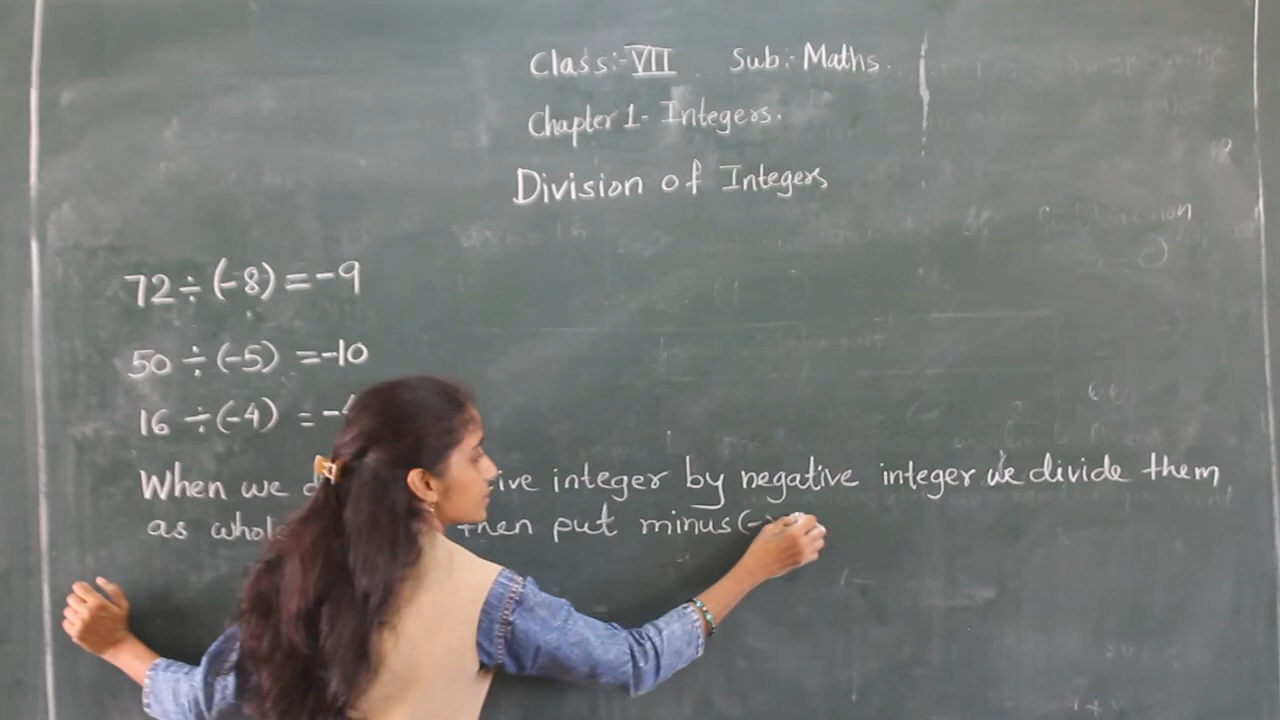 Class:- VII Sub:- Maths.
Chapter 1- Integers.
Division of Integers
72 ÷ (-8) = -9
50 ÷ (-5) = -10
16 ÷ (-4) = -4
When we integer by negative integer we divide them
as whole then put minus (-)